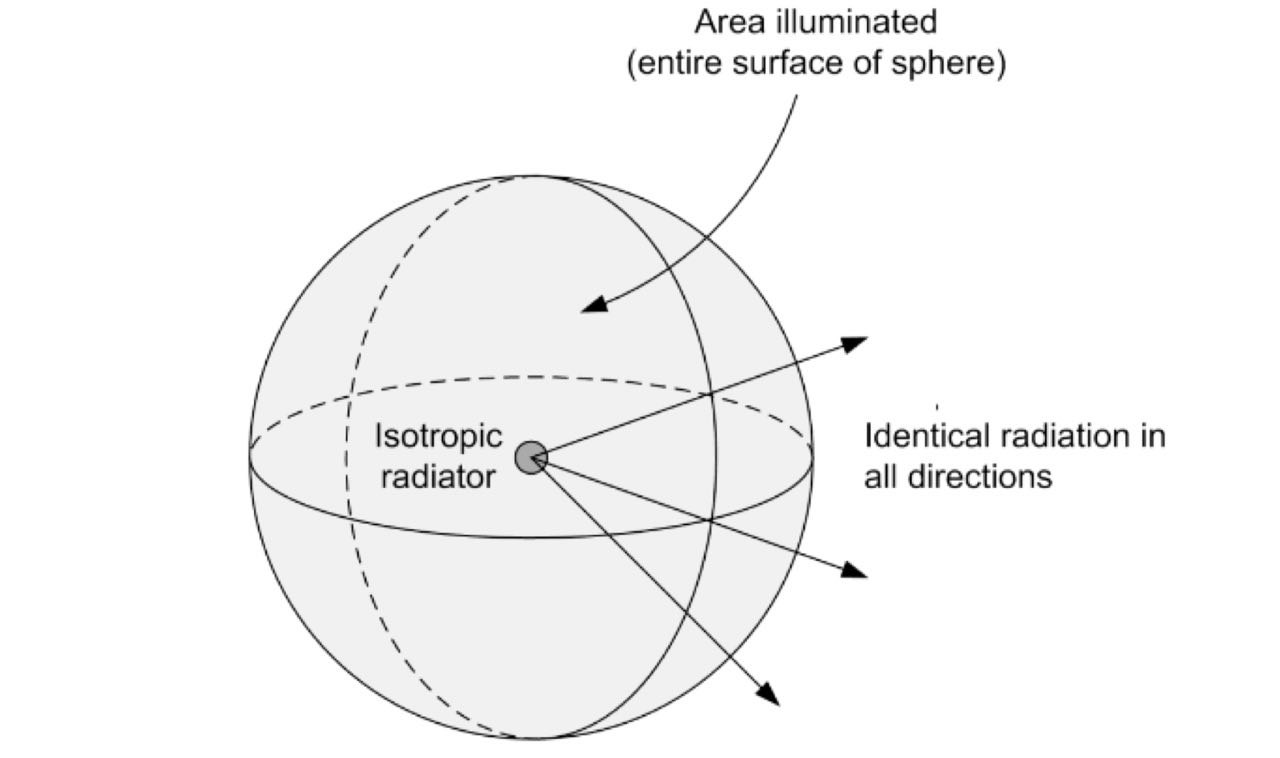 Area illuminated
(entire surface of sphere)
Isotropic
radiator
Identical radiation in
all directions